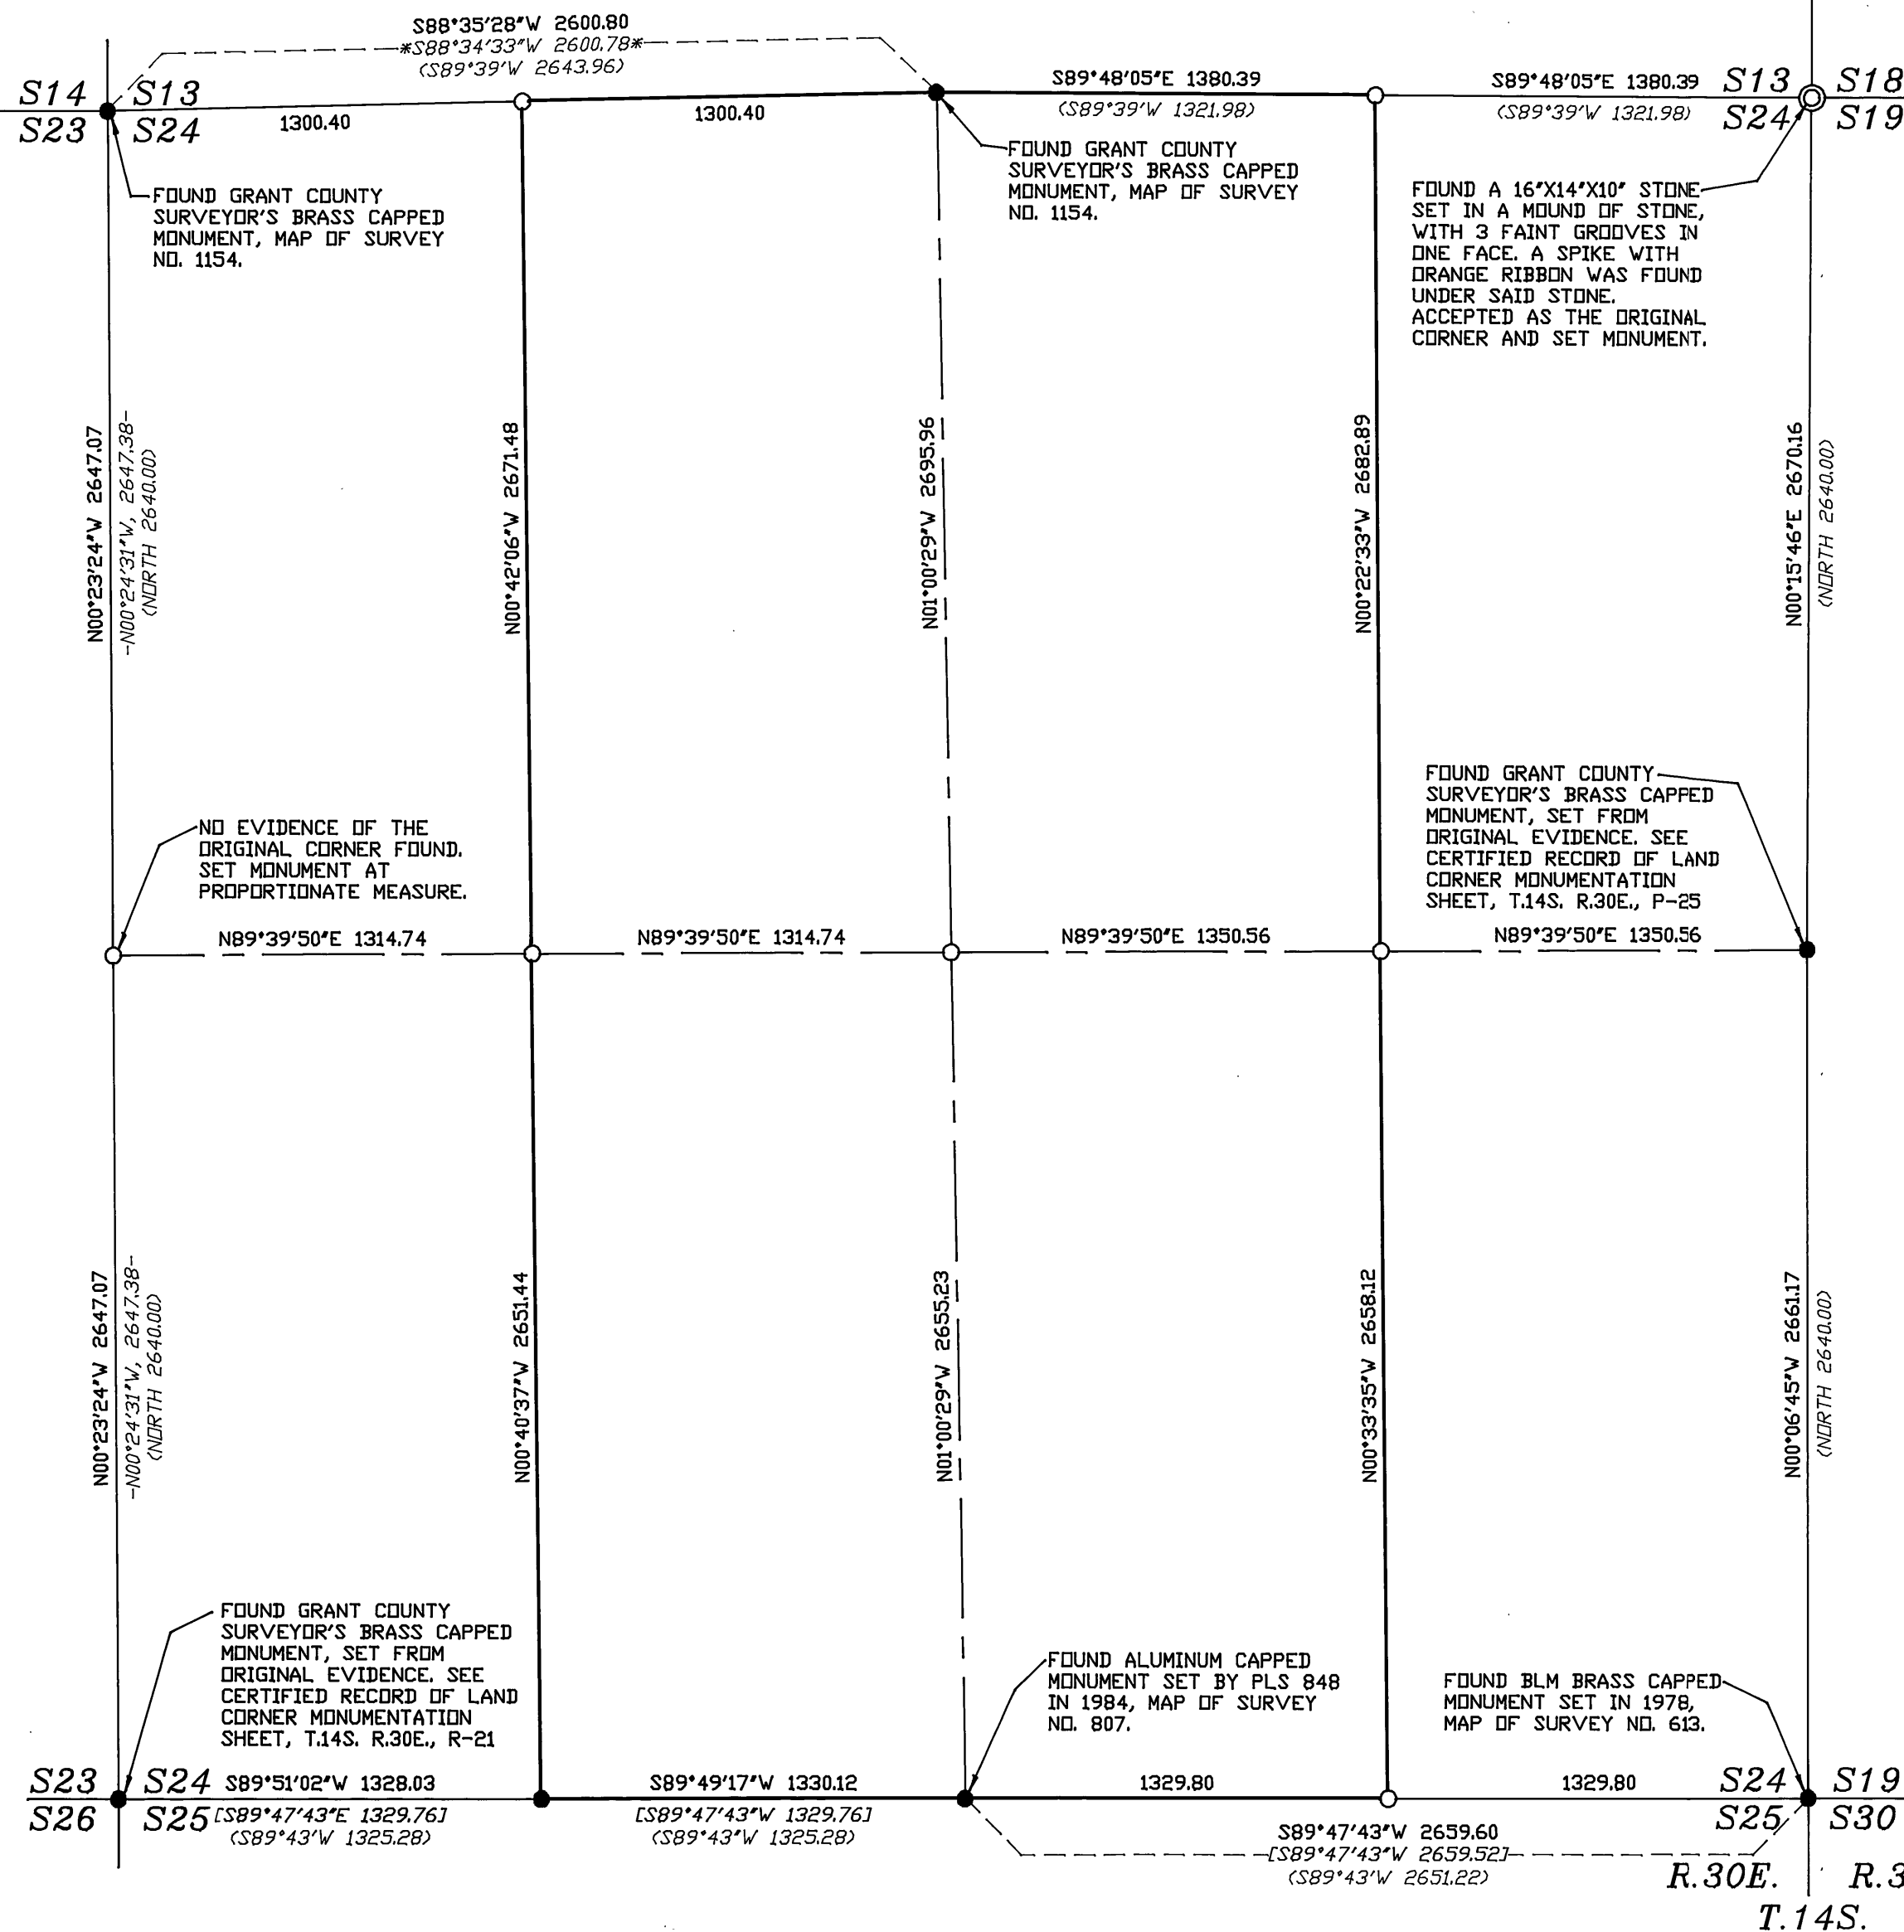 S88°35'28"W 2600.80
*S88°34'33"W 2600.78*
(S89°39'W 2643.96)
S14 S13
S23 S24
1300.40
1300.40
S89°48'05"E 1380.39
(S89°39'W 1321.98)
S89°48'05"E 1380.39
(S89°39'W 1321.98)
S13 S18
S24 S19
FOUND GRANT COUNTY
SURVEYOR'S BRASS CAPPED
MONUMENT, MAP OF SURVEY
NO. 1154.
FOUND GRANT COUNTY
SURVEYOR'S BRASS CAPPED
MONUMENT, MAP OF SURVEY
NO. 1154.
FOUND A 16"X14"X10" STONE
SET IN A MOUND OF STONE,
WITH 3 FAINT GROOVES IN
ONE FACE. A SPIKE WITH
ORANGE RIBBON WAS FOUND
UNDER SAID STONE.
ACCEPTED AS THE ORIGINAL
CORNER AND SET MONUMENT.
N00°23'24"W 2647.07
-N00°24'31"W, 2647.38-
(NORTH 2640.00)
N00°42'06"W 2671.48
N01°00'29"W 2695.96
N00°22'33"W 2682.89
N00°15'46"E 2670.16
(NORTH 2640.00)
NO EVIDENCE OF THE
ORIGINAL CORNER FOUND.
SET MONUMENT AT
PROPORTIONATE MEASURE.
FOUND GRANT COUNTY
SURVEYOR'S BRASS CAPPED
MONUMENT, SET FROM
ORIGINAL EVIDENCE. SEE
CERTIFIED RECORD OF LAND
CORNER MONUMENTATION
SHEET, T.14S. R.30E., P-25
N89°39'50"E 1314.74
N89°39'50"E 1314.74
N89°39'50"E 1350.56
N89°39'50"E 1350.56
N00°23'24"W 2647.07
-N00°24'31"W, 2647.38-
(NORTH 2640.00)
N00°40'37"W 2651.44
N01°00'29"W 2655.23
N00°33'35"W 2658.12
N00°06'45"W 2661.17
(NORTH 2640.00)
FOUND GRANT COUNTY
SURVEYOR'S BRASS CAPPED
MONUMENT, SET FROM
ORIGINAL EVIDENCE. SEE
CERTIFIED RECORD OF LAND
CORNER MONUMENTATION
SHEET, T.14S. R.30E., R-21
FOUND ALUMINUM CAPPED
MONUMENT SET BY PLS 848
IN 1984, MAP OF SURVEY
NO. 807.
FOUND BLM BRASS CAPPED
MONUMENT SET IN 1978,
MAP OF SURVEY NO. 613.
S23 S24
S26 S25
S89°51'02"W 1328.03
[S89°47'43"E 1329.76]
(S89°43'W 1325.28)
S89°49'17"W 1330.12
[S89°47'43"W 1329.76]
(S89°43'W 1325.28)
1329.80
1329.80
S24 S19
S25 S30
S89°47'43"W 2659.60
[S89°47'43"W 2659.52]
(S89°43'W 2651.22)
R.30E. R.3
T.14S.